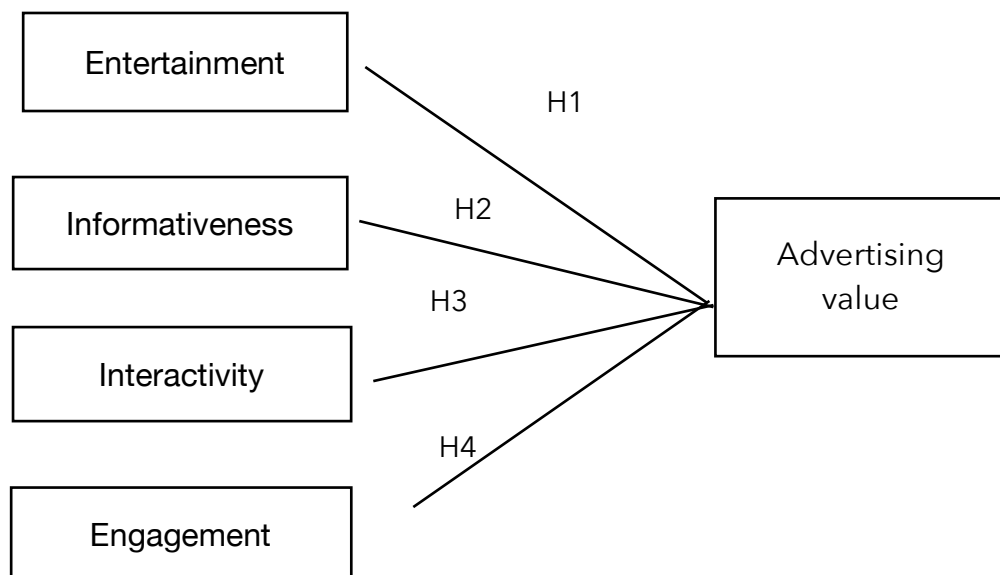 Entertainment
H1
Informativeness
H2
Advertising
value
H3
Interactivity
H4
Engagement